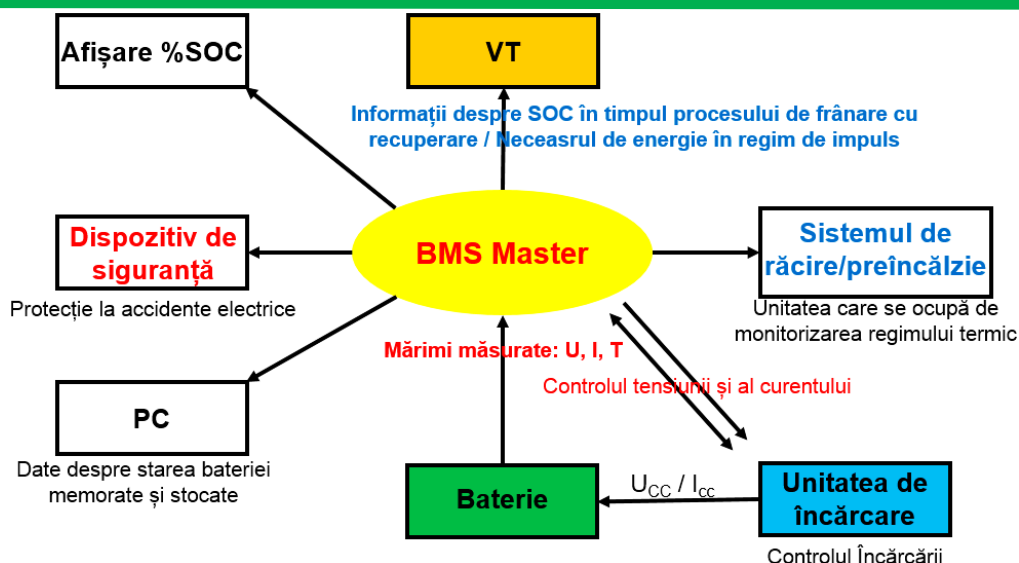 Afișare %SOC
VT
Informații despre SOC în timpul procesului de frânare cu
recuperare / Neceasrul de energie în regim de impuls
Dispozitiv de
siguranță
Protecție la accidente electrice
BMS Master
Sistemul de
răcire/preîncălzie
Unitatea care se ocupă de
monitorizarea regimului termic
Mărimi măsurate: U, I, T
Controlul tensiunii și al curentului
PC
Date despre starea bateriei
memorate și stocate
Baterie
UCC / Icc
Unitatea de
încărcare
Controlul Încărcării